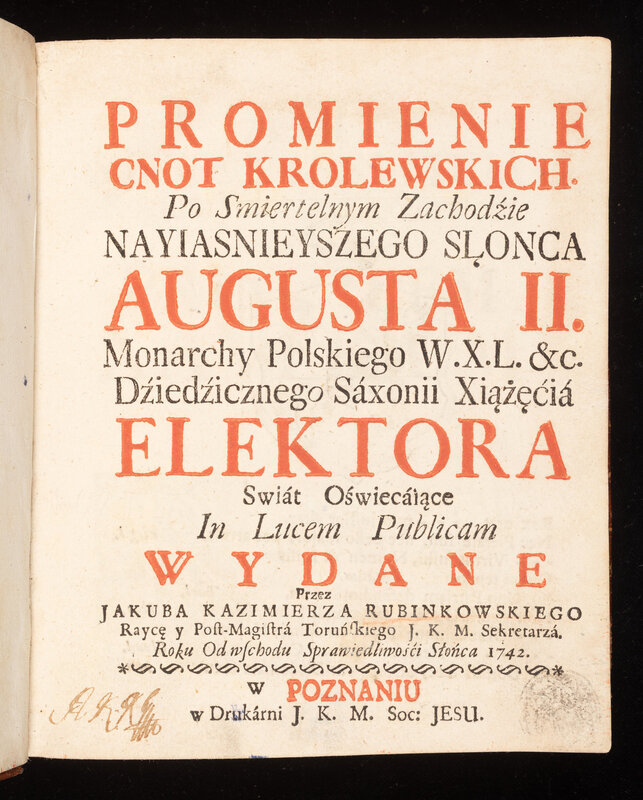 PROMIENIE
CNOT KROLEWSKICH.
Po Smiertelnym Zachodźie
NAYIASNIEYSZEGO SŁONCA
AUGUSTA II.
Monarchy Polskiego W.X.L. &c.
Dźiedźicznego Sáxonii Xiążęćiá
ELEKTORA
Swiát Oświecáiące
In Lucem Publicam
WYDANE
Przez
JAKUBA KAZIMIERZA RUBINKOWSKIEGO
Raycę y Poſt-Magiſtrá Toruńſkiego J. K. M. Sekretarzá.
Roku Od wſchodu Sprawiedliwośći Słońca 1742.
W POZNANIU
w Drukárni J. K. M. Soc: JESU.